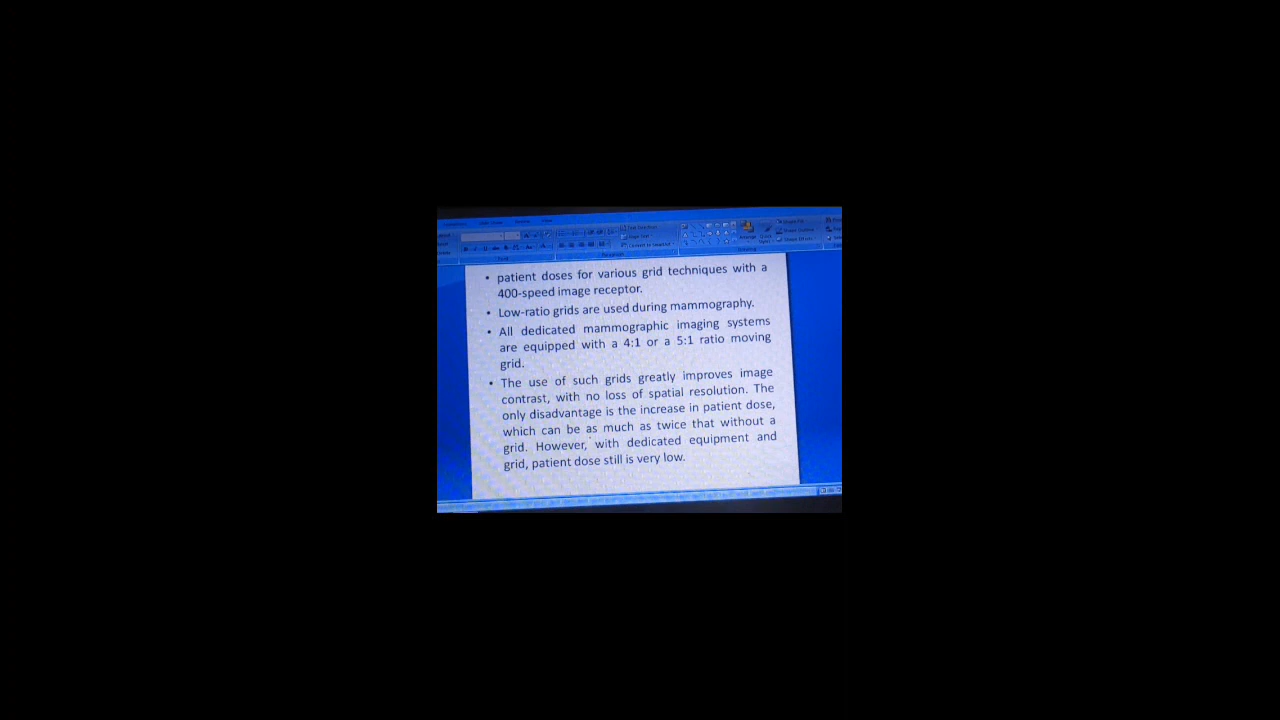 • patient doses for various grid techniques with a
400-speed image receptor.
• Low-ratio grids are used during mammography.
• All dedicated mammographic imaging systems
are equipped with a 4:1 or a 5:1 ratio moving
grid.
• The use of such grids greatly improves image
contrast, with no loss of spatial resolution. The
only disadvantage is the increase in patient dose,
which can be as much as twice that without a
grid. However, with dedicated equipment and
grid, patient dose still is very low.